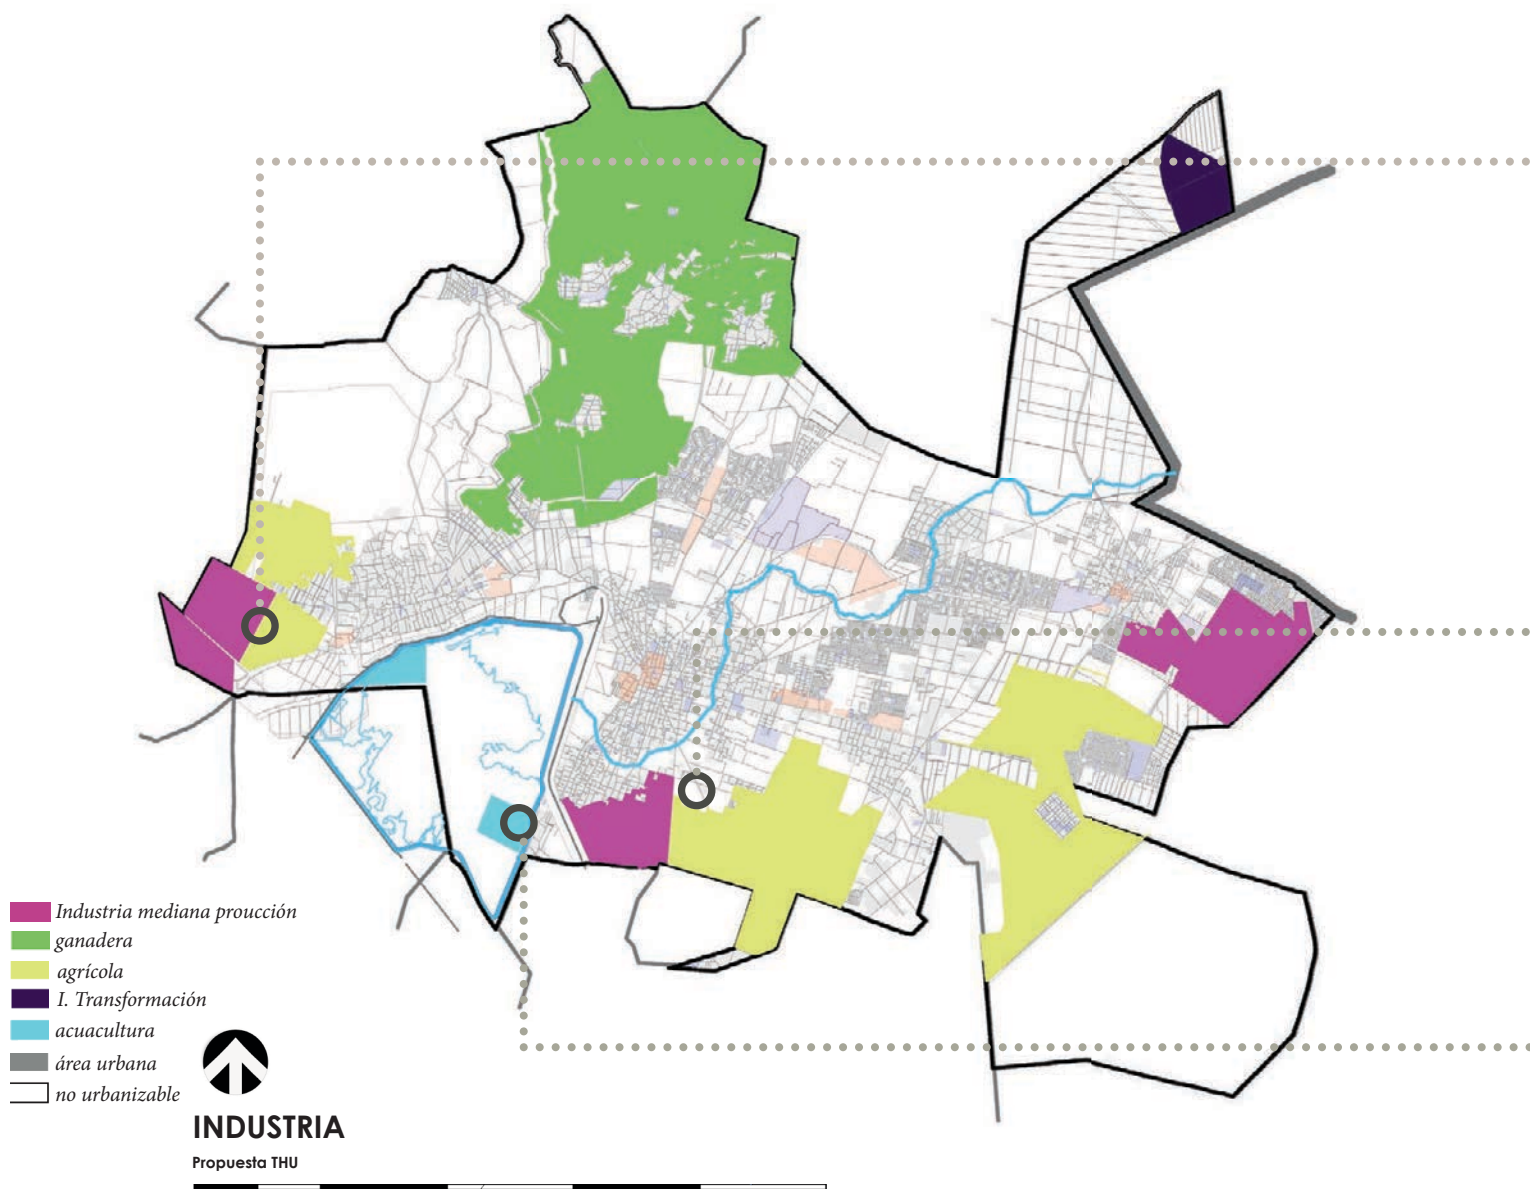 Industria mediana proucción
ganadera
agrícola
I. Transformación
acuacultura
área urbana
no urbanizable
INDUSTRIA
Propuesta THU